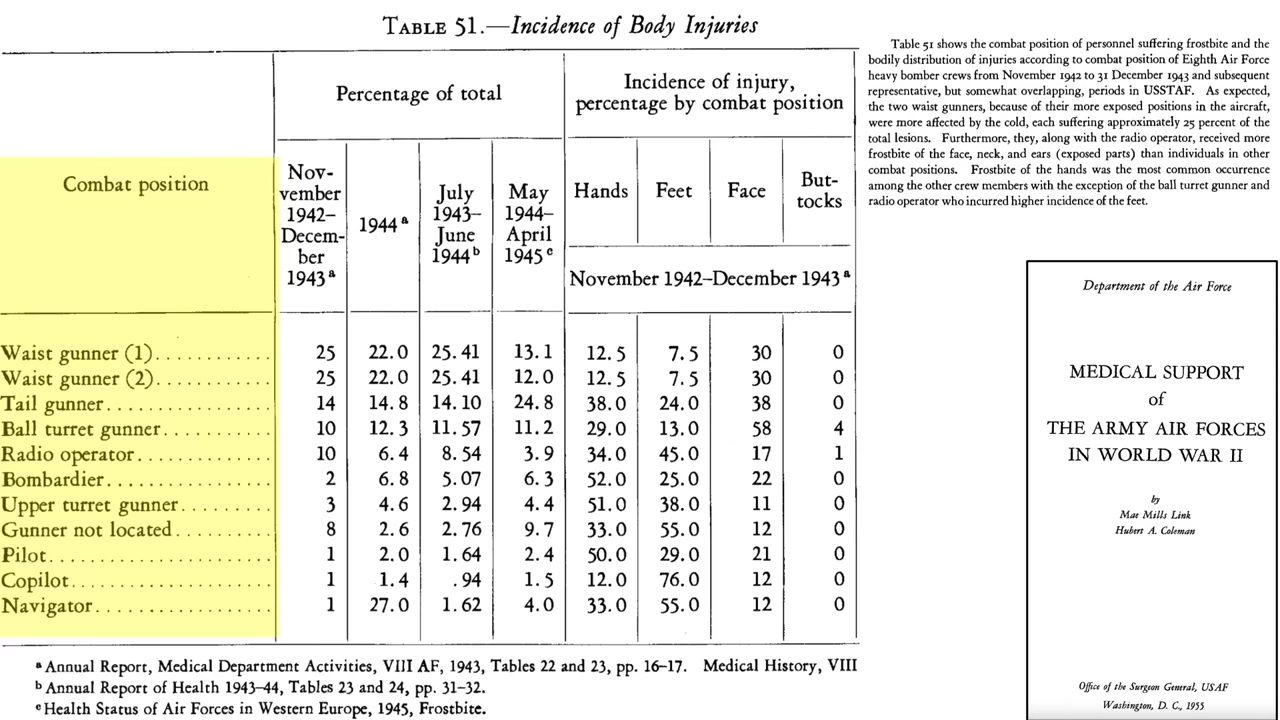 TABLE 51.—Incidence of Body Injuries
Combat position
Percentage of total
Incidence of injury,
percentage by combat position
Nov-
vember
1942–
Decem-
ber
1943 a
1944 a
July
1943–
June
1944 b
May
1944–
April
1945 c
Hands
Feet
Face
But-
tocks
November 1942–December 1943 a
Waist gunner (1)............ 25 22.0 25.41 13.1 12.5 7.5 30 0
Waist gunner (2)............ 25 22.0 25.41 12.0 12.5 7.5 30 0
Tail gunner................. 14 14.8 14.10 24.8 38.0 24.0 38 0
Ball turret gunner........... 10 12.3 11.57 11.2 29.0 13.0 58 4
Radio operator.............. 10 6.4 8.54 3.9 34.0 45.0 17 1
Bombardier................. 2 6.8 5.07 6.3 52.0 25.0 22 0
Upper turret gunner......... 3 4.6 2.94 4.4 51.0 38.0 11 0
Gunner not located.......... 8 2.6 2.76 9.7 33.0 55.0 12 0
Pilot....................... 1 2.0 1.64 2.4 50.0 29.0 21 0
Copilot..................... 1 1.4 .94 1.5 12.0 76.0 12 0
Navigator................... 1 27.0 1.62 4.0 33.0 55.0 12 0
a Annual Report, Medical Department Activities, VIII AF, 1943, Tables 22 and 23, pp. 16–17. Medical History, VIII
b Annual Report of Health 1943–44, Tables 23 and 24, pp. 31–32.
c Health Status of Air Forces in Western Europe, 1945, Frostbite.
Table 51 shows the combat position of personnel suffering frostbite and the
bodily distribution of injuries according to combat position of Eighth Air Force
heavy bomber crews from November 1942 to 31 December 1943 and subsequent
representative, but somewhat overlapping, periods in USSTAF. As expected,
the two waist gunners, because of their more exposed positions in the aircraft,
were more affected by the cold, each suffering approximately 25 percent of the
total lesions. Furthermore, they, along with the radio operator, received more
frostbite of the face, neck, and ears (exposed parts) than individuals in other
combat positions. Frostbite of the hands was the most common occurrence
among the other crew members with the exception of the ball turret gunner and
radio operator who incurred higher incidence of the feet.
Department of the Air Force
MEDICAL SUPPORT
of
THE ARMY AIR FORCES
IN WORLD WAR II
by
Mae Mills Link
Hubert A. Coleman
Office of the Surgeon General, USAF
Washington, D. C., 1955